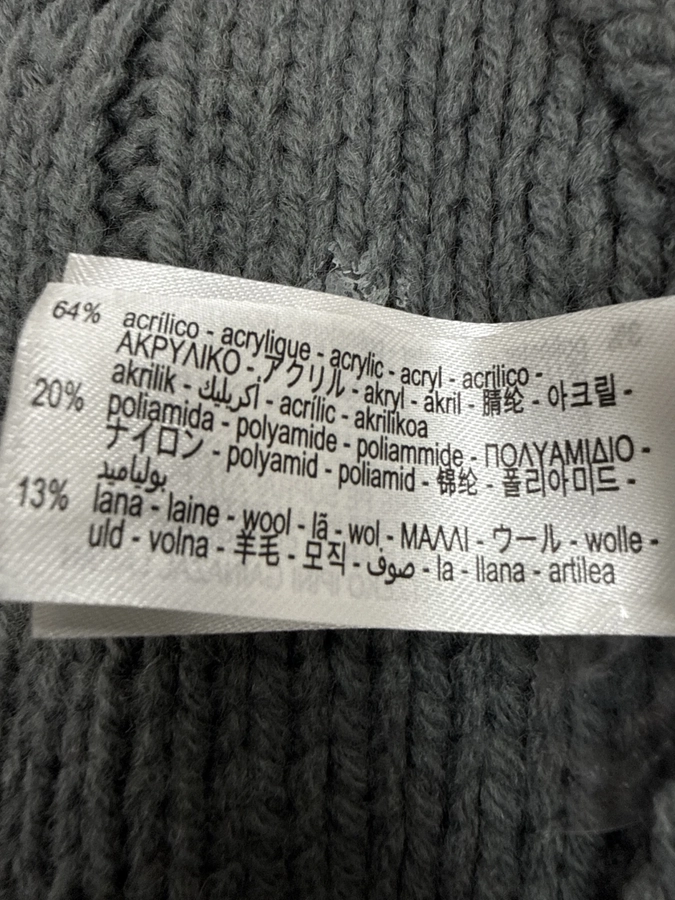 64% acrílico - acrylique - acrylic - acryl - acrilico -
ΑΚΡΥΛΙΚΟ - アクリル - akryl - akril - 腈纶 - 아크릴 -
akrilik - اكريليك - acrílic - akrilikoa
20% poliamida - polyamide - poliammide - ΠΟΛΥΑΜΙΔΙΟ -
ナイロン - polyamid - poliamid - 锦纶 - 폴리아미드 -
بولياميد
13% lana - laine - wool - lã - wol - ΜΑΛΛΙ - ウール - wolle -
uld - volna - 羊毛 - 모직 - صوف - la - llana - artilea